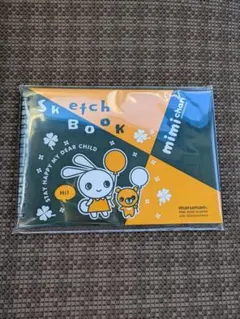 Sketch
Book
mimi chan
STAY HAPPY MY DEAR CHILD
Hi!
maruman